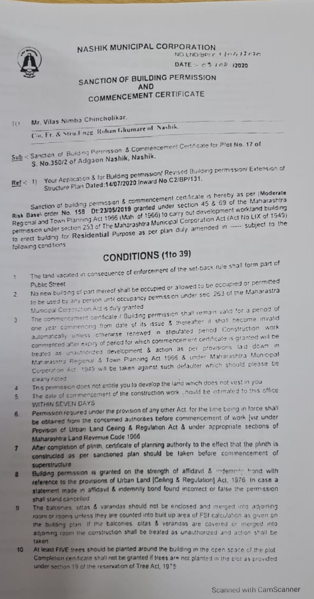 NASHIK MUNICIPAL CORPORATION
NO:LND/BP/
DATE :- 05/08/2020
SANCTION OF BUILDING PERMISSION
AND
COMMENCEMENT CERTIFICATE
To
Mr. Vilas Nimba Chincholikar.
C/o. Er. & Strul Engg. Rohan Ghumare of Nashik.
Sub :- Sanction of Building Permission & Commencement Certificate for Plot No. 17 of
S. No.350/2 of Adgaon Nashik, Nashik.
Ref :- 1) Your Application & for Building permission/ Revised Building permission/ Extension of
Structure Plan Dated:14/07/2020 Inward No.C2/BP/131.
Sanction of building permission & commencement certificate is hereby as per (Moderate
Risk Base) order No. 158 Dt:23/05/2019 granted under section 45 & 69 of the Maharashtra
Regional and Town Planning Act 1966 (Mah. of 1966) to carry out development work/and building
permission under section 253 of The Maharashtra Municipal Corporation Act (Act No.LIX of 1949)
to erect building for Residential Purpose as per plan duly amended in ----- subject to the
following conditions
CONDITIONS (1to 39)
1 The land vacated in consequence of enforcement of the set-back rule shall form part of
Public Street
2 No new building of part thereof shall be occupied or allowed to be occupied or permitted
to be used by any person until occupancy permission under sec. 263 of the Maharashtra
Municipal Corporation Act is duly granted
3 The commencement certificate / Building permission shall remain valid for a period of
one year commencing from date of its issue & thereafter it shall become invalid
automatically unless otherwise renewed in stipulated period Construction work
commenced after expiry of period for which commencement certificate is granted will be
treated as unauthorized development & action as per provisions laid down in
Maharashtra Regional & Town Planning Act 1966 & under Maharashtra Municipal
Corporation Act. 1949 will be taken against such defaulter which should please be
clearly noted
4 This permission does not entitle you to develop the land which does not vest in you
5 The date of commencement of the construction work should be intimated to this office
WITHIN SEVEN DAYS
6 Permission required under the provision of any other Act, for the time being in force shall
be obtained from the concerned authorities before commencement of work [viz under
Provision of Urban Land Ceiling & Regulation Act & under appropriate sections of
Maharashtra Land Revenue Code 1966
7 After completion of plinth, certificate of planning authority to the effect that the plinth is
constructed as per sanctioned plan should be taken before commencement of
superstructure
8 Building permission is granted on the strength of affidavit & indemnity bond with
reference to the provisions of Urban Land [Ceiling & Regulation] Act, 1976. In case a
statement made in affidavit & indemnity bond found incorrect or false the permission
shall stand cancelled
9 The balconies, ottas & varandas should not be enclosed and merged into adjoining
room or rooms unless they are counted into built up area of FSI calculation as given on
the building plan. If the balconies, ottas & verandas are covered or merged into
adjoining room the construction shall be treated as unauthorized and action shall be
taken
10 At least FIVE trees should be planted around the building in the open space of the plot
Completion certificate shall not be granted if trees are not planted in the plot as provided
under section 19 of the reservation of Tree Act, 1975
Scanned with CamScanner